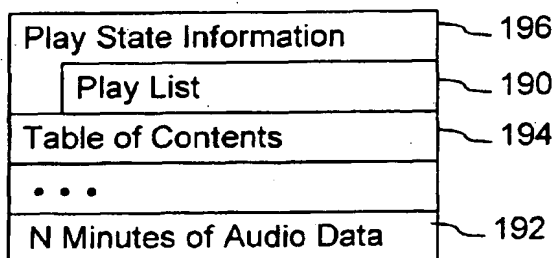 Play State Information 196
Play List 190
Table of Contents 194
• • •
N Minutes of Audio Data 192